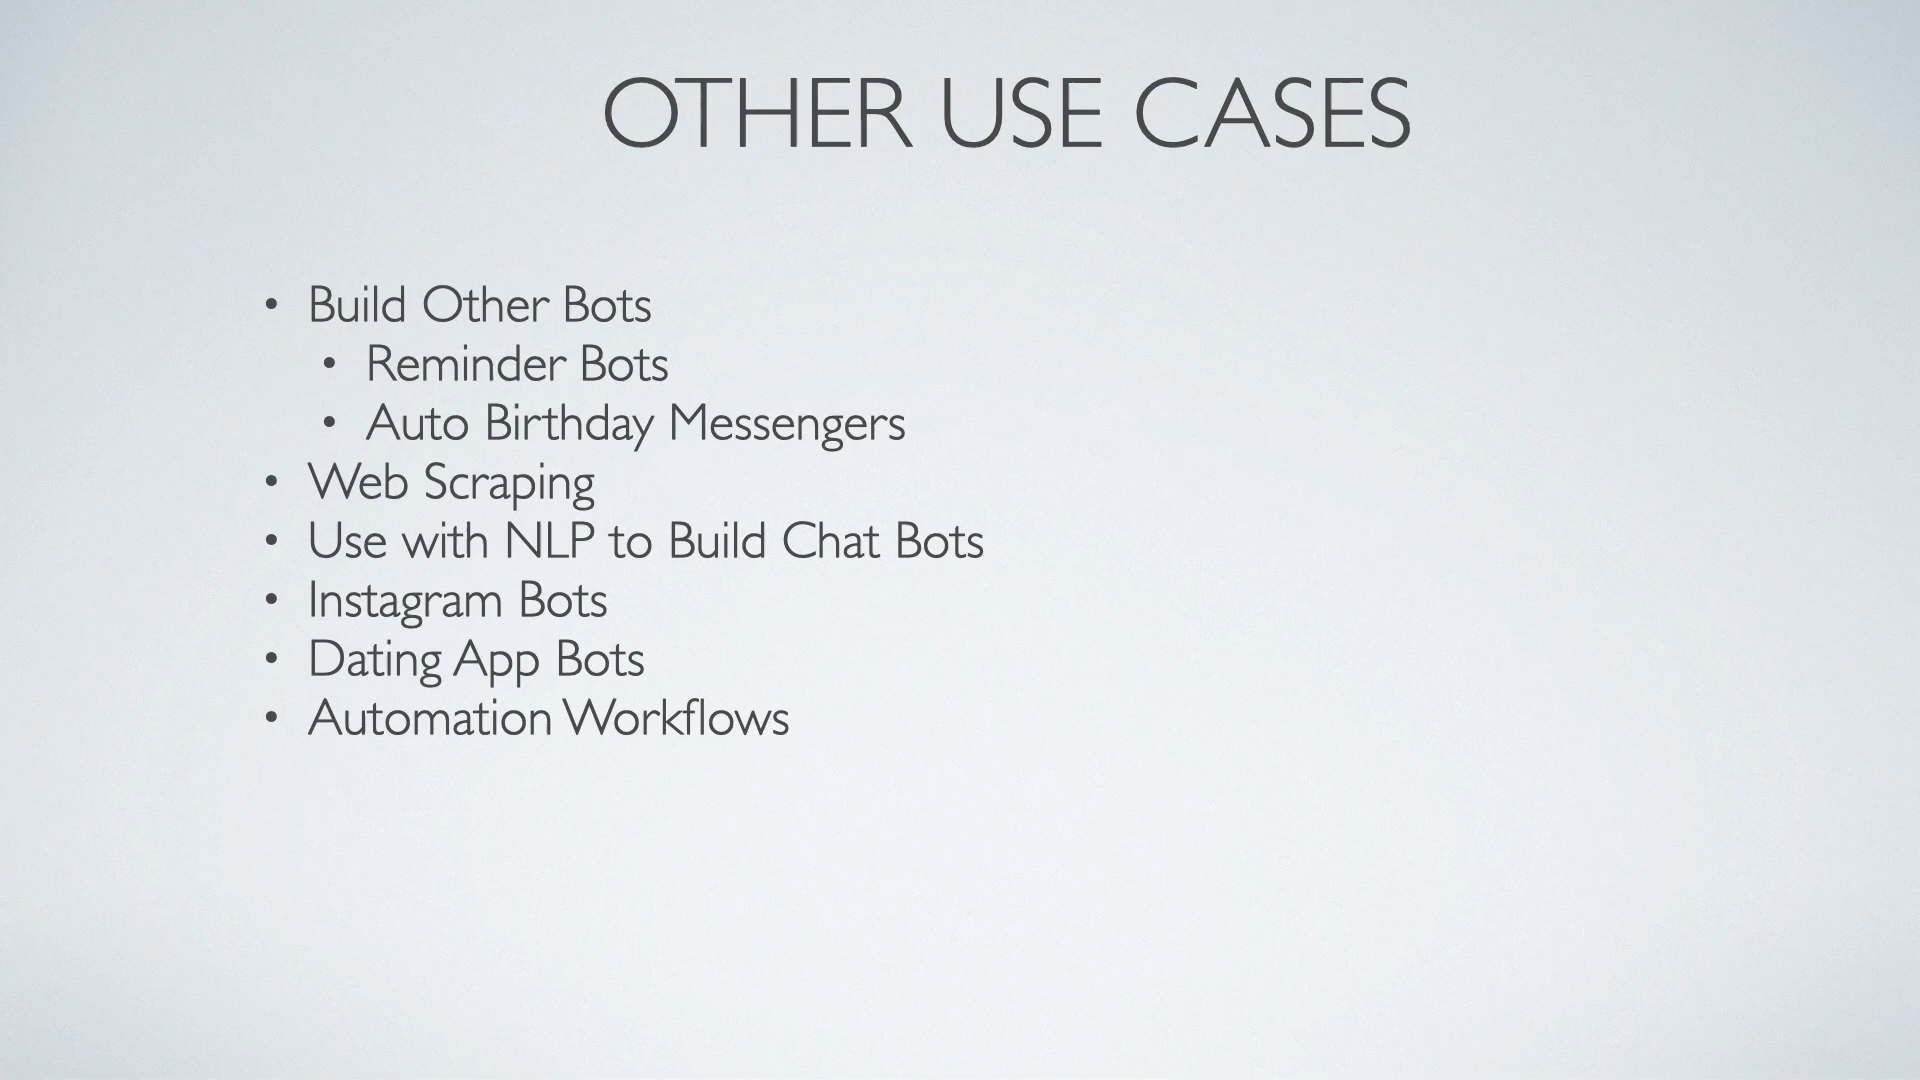 OTHER USE CASES
• Build Other Bots
• Reminder Bots
• Auto Birthday Messengers
• Web Scraping
• Use with NLP to Build Chat Bots
• Instagram Bots
• Dating App Bots
• Automation Workflows